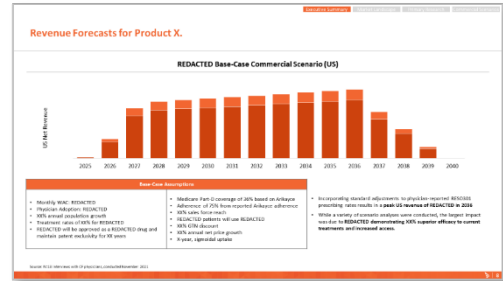 Executive Summary
Revenue Forecasts for Product X.
REDACTED Base-Case Commercial Scenario (US)
US Net Revenue
2025 2026 2027 2028 2029 2030 2031 2032 2033 2034 2035 2036 2037 2038 2039 2040
Base-Case Assumptions
• Monthly WAC: REDACTED
• Physician Adoption: REDACTED
• XX% annual population growth
• Treatment rates of XX% for REDACTED
• REDACTED will be approved as a REDACTED drug and
maintain patent exclusivity for XX years
• Medicare Part-D coverage of 36% based on Arikayce
• Adherence of 75% from reported Arikayce adherence
• XX% sales force reach
• REDACTED patients will use REDACTED
• XX% GTN discount
• XX% annual net price growth
• year, sigmoidal uptake
• Incorporating standard adjustments to physician-reported
prescribing rates results in a peak US revenue of REDACTED in 2036
• While a variety of scenario analyses were conducted, the largest impact
was due to REDACTED demonstrating XX% superior efficacy to current
treatments and increased access.